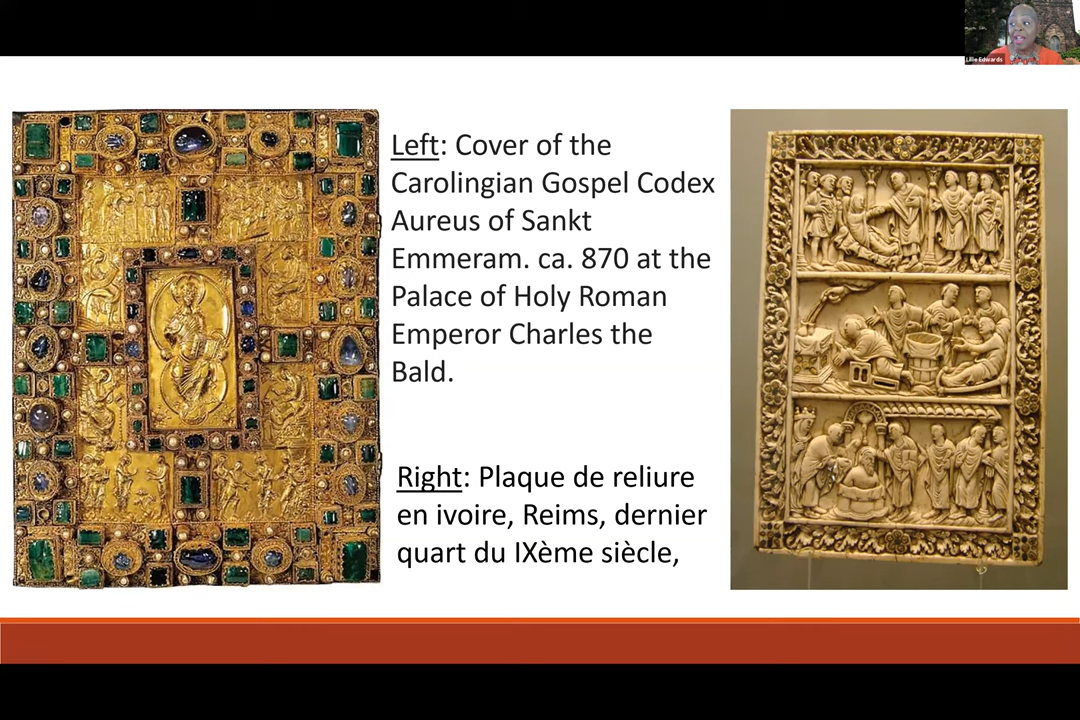 Lillie Edwards
Left: Cover of the
Carolingian Gospel Codex
Aureus of Sankt
Emmeram. ca. 870 at the
Palace of Holy Roman
Emperor Charles the
Bald.
Right: Plaque de reliure
en ivoire, Reims, dernier
quart du IXème siècle,